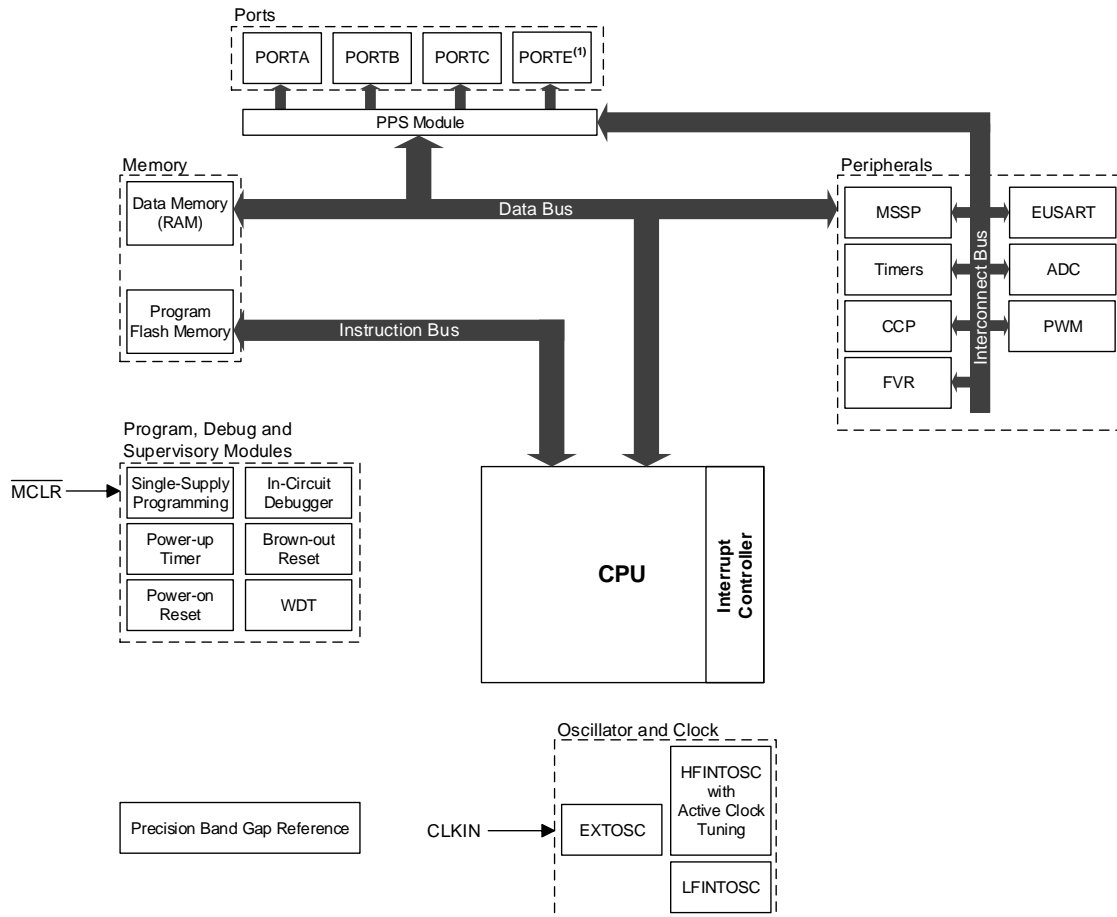 Ports
PORTA
PORTB
PORTC
PORTE(1)
PPS Module
Memory
Data Memory
(RAM)
Program
Flash Memory
Data Bus
Instruction Bus
Peripherals
MSSP
EUSART
Timers
ADC
CCP
PWM
FVR
Interconnect Bus
Program, Debug and
Supervisory Modules
MCLR
Single-Supply
Programming
In-Circuit
Debugger
Power-up
Timer
Brown-out
Reset
Power-on
Reset
WDT
CPU
Interrupt
Controller
Oscillator and Clock
HFINTOSC
with
Active Clock
Tuning
CLKIN
EXTOSC
LFINTOSC
Precision Band Gap Reference